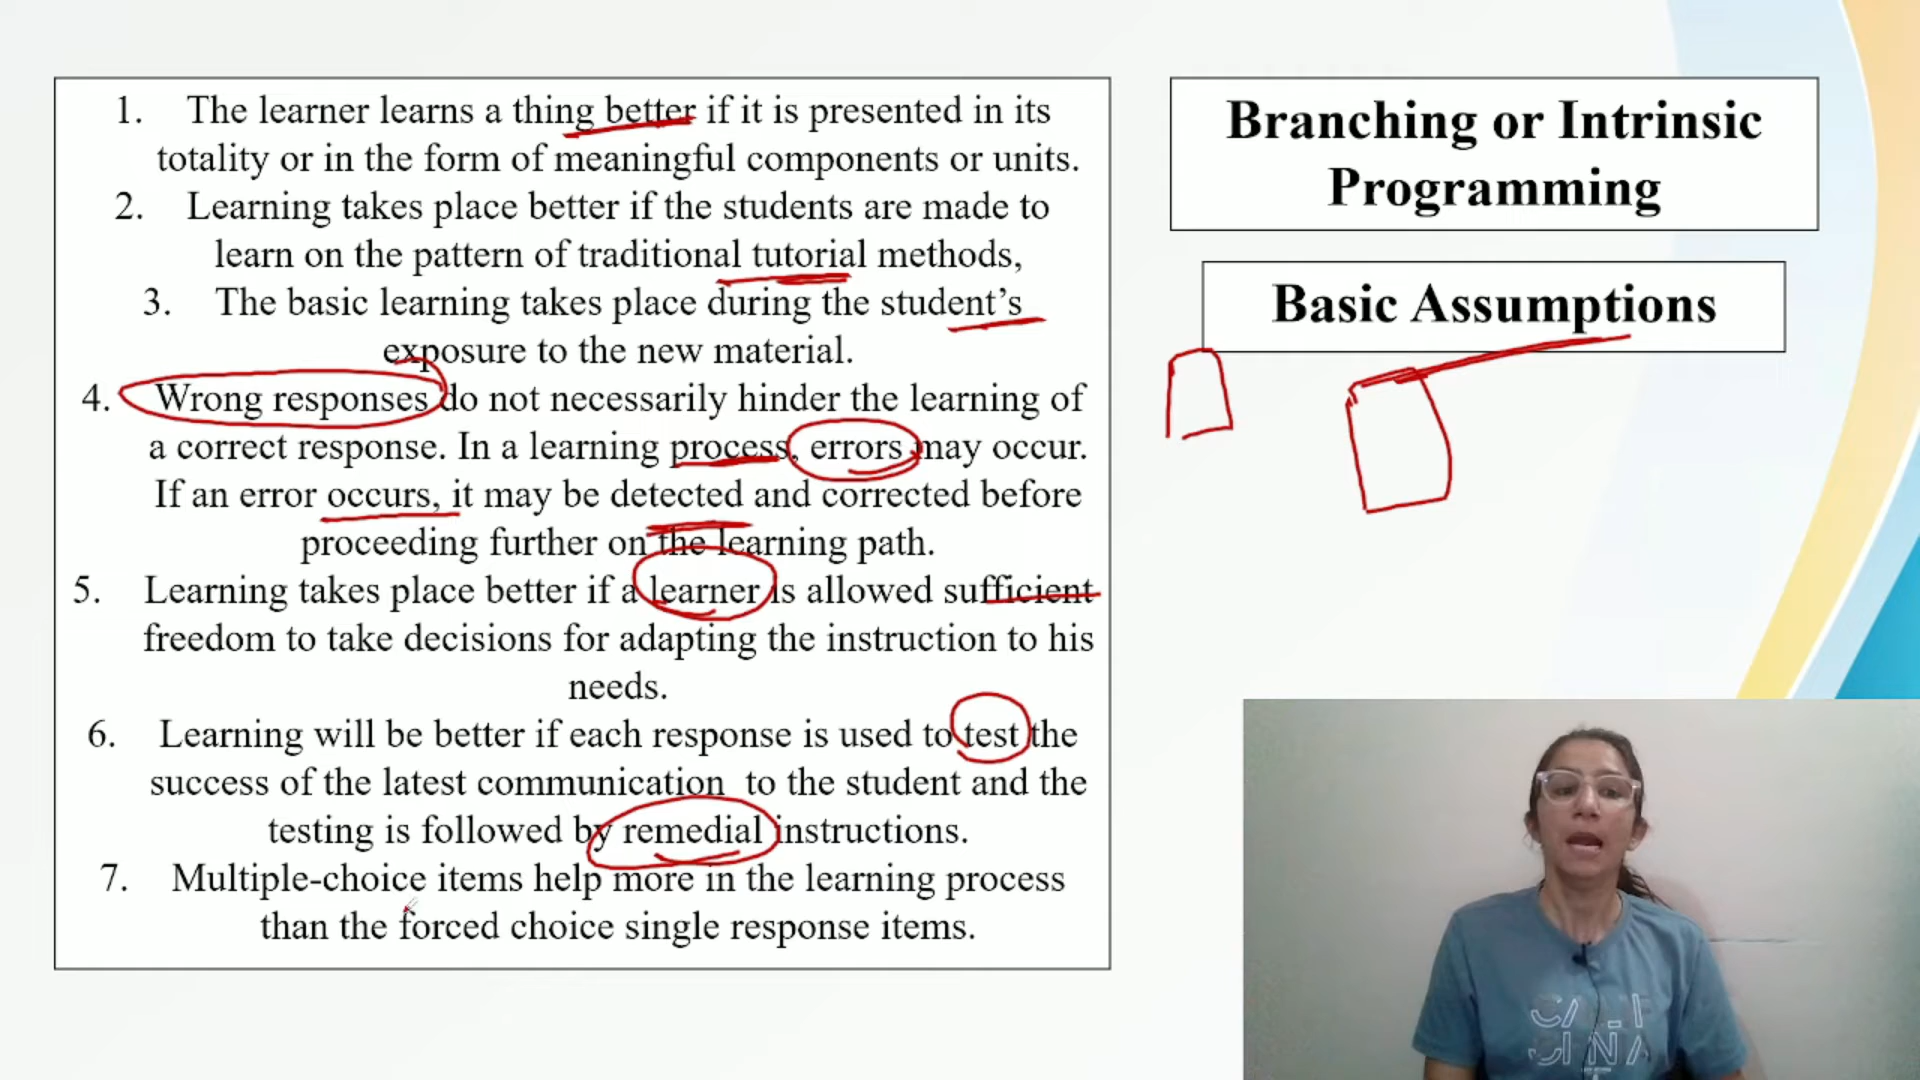 1. The learner learns a thing better if it is presented in its
totality or in the form of meaningful components or units.
2. Learning takes place better if the students are made to
learn on the pattern of traditional tutorial methods,
3. The basic learning takes place during the student’s
exposure to the new material.
4. Wrong responses do not necessarily hinder the learning of
a correct response. In a learning process, errors may occur.
If an error occurs, it may be detected and corrected before
proceeding further on the learning path.
5. Learning takes place better if a learner is allowed sufficient
freedom to take decisions for adapting the instruction to his
needs.
6. Learning will be better if each response is used to test the
success of the latest communication to the student and the
testing is followed by remedial instructions.
7. Multiple-choice items help more in the learning process
than the forced choice single response items.
Branching or Intrinsic
Programming
Basic Assumptions